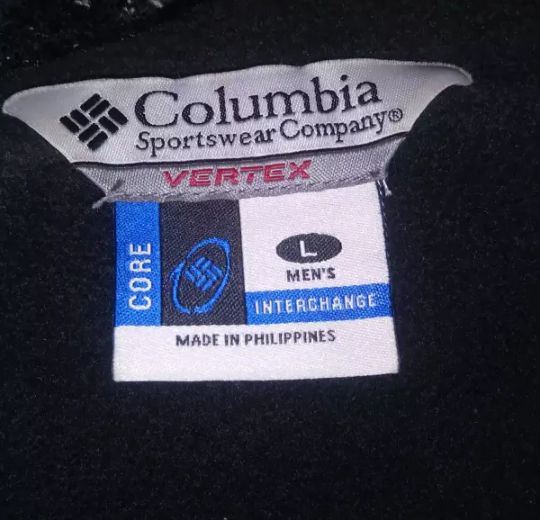 Columbia
Sportswear Company®
VERTEX
CORE
L
MEN'S
INTERCHANGE
MADE IN PHILIPPINES